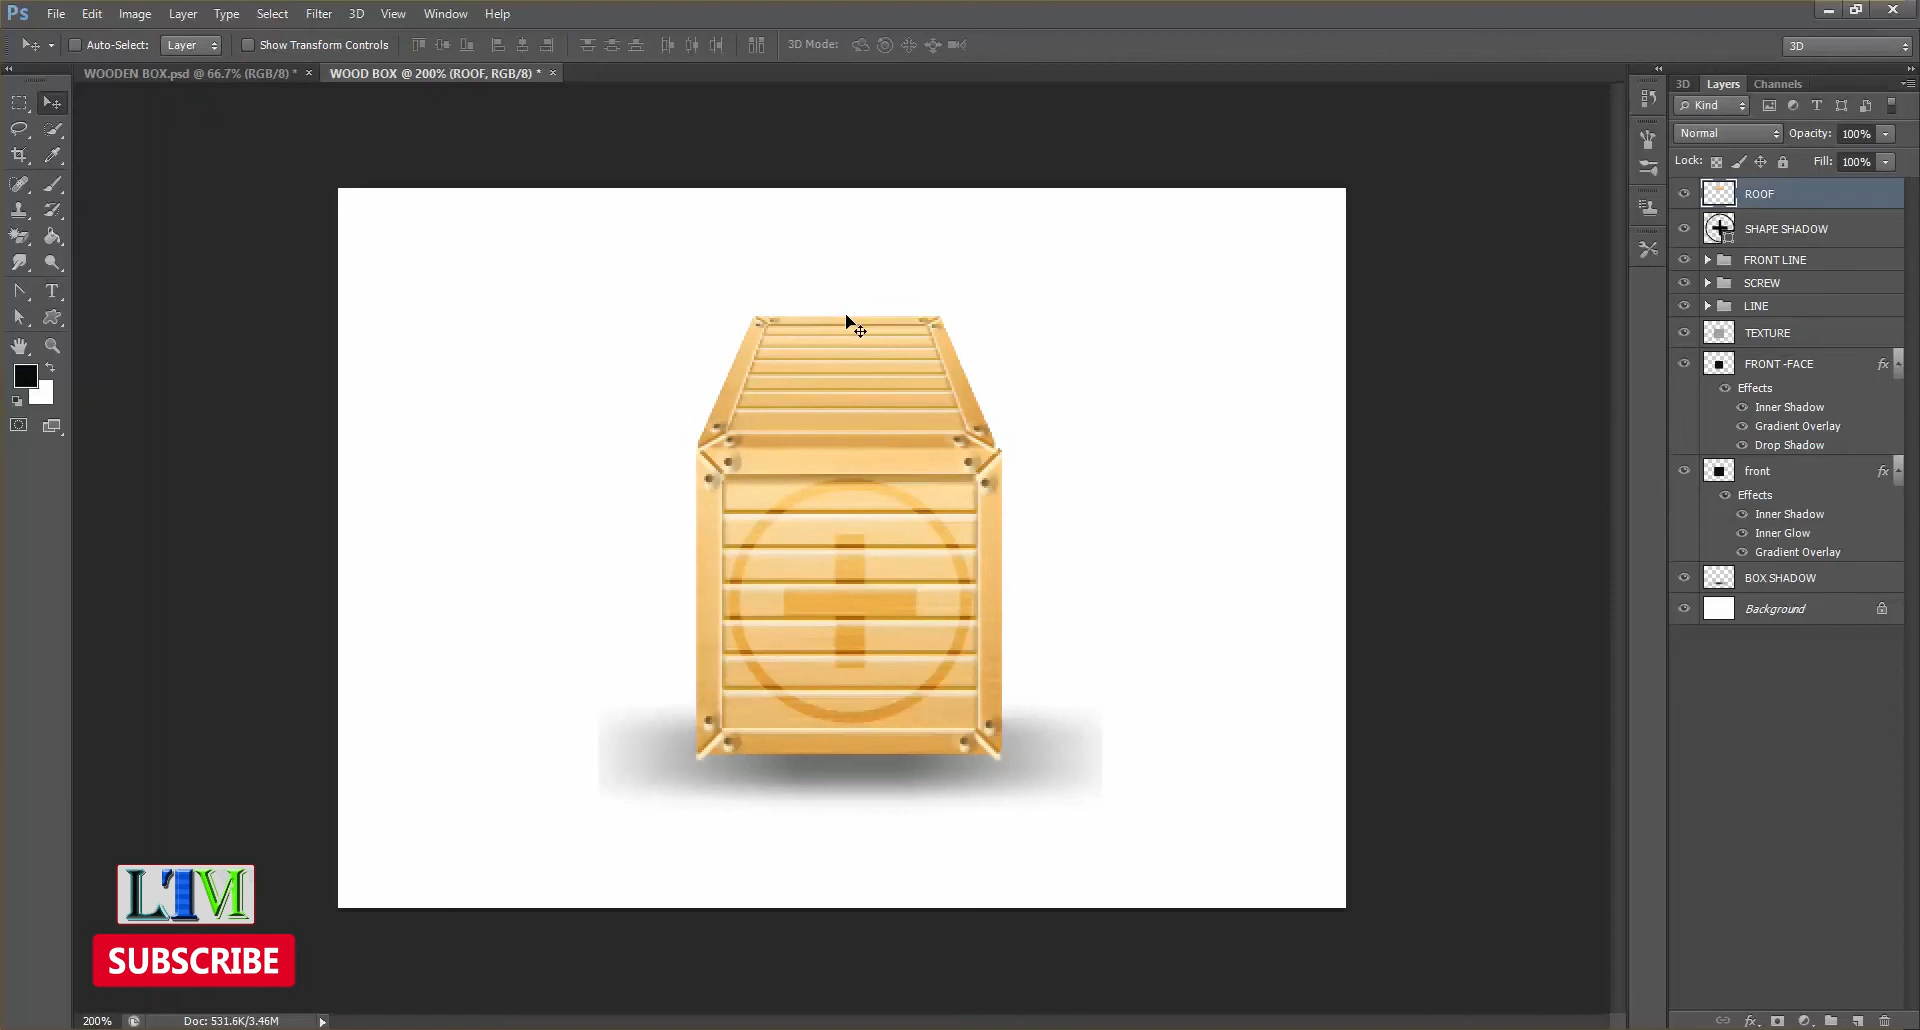 Ps File Edit Image Layer Type Select Filter 3D View Window Help
Auto-Select: Layer Show Transform Controls 3D Mode: 3D
WOODEN BOX.psd @ 66.7% (RGB/8) * × WOOD BOX @ 200% (ROOF, RGB/8) * ×
3D Layers Channels
Kind
Normal Opacity: 100%
Lock: Fill: 100%
ROOF
SHAPE SHADOW
FRONT LINE
SCREW
LINE
TEXTURE
FRONT -FACE fx
Effects
Inner Shadow
Gradient Overlay
Drop Shadow
front fx
Effects
Inner Shadow
Inner Glow
Gradient Overlay
BOX SHADOW
Background
LTM
SUBSCRIBE
200% Doc: 531.6K/3.46M
fx